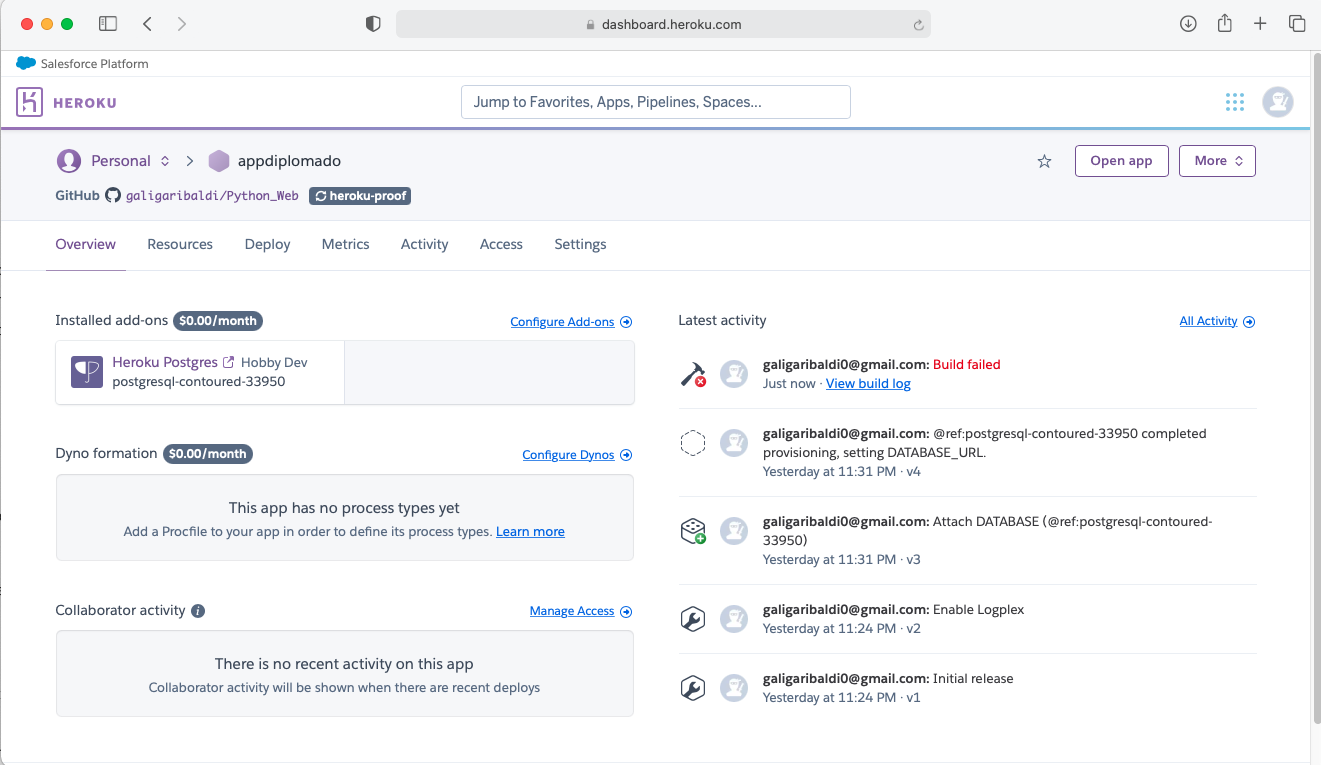 dashboard.heroku.com
Salesforce Platform
HEROKU
Jump to Favorites, Apps, Pipelines, Spaces...
Personal
appdiplomado
Open app
More
GitHub galigaribaldi/Python_Web heroku-proof
Overview Resources Deploy Metrics Activity Access Settings
Installed add-ons $0.00/month
Configure Add-ons
Heroku Postgres Hobby Dev
postgresql-contoured-33950
Dyno formation $0.00/month
Configure Dynos
This app has no process types yet
Add a Procfile to your app in order to define its process types. Learn more
Collaborator activity i
Manage Access
There is no recent activity on this app
Collaborator activity will be shown when there are recent deploys
Latest activity
All Activity
galigaribaldi0@gmail.com: Build failed
Just now · View build log
galigaribaldi0@gmail.com: @ref:postgresql-contoured-33950 completed
provisioning, setting DATABASE_URL.
Yesterday at 11:31 PM · v4
galigaribaldi0@gmail.com: Attach DATABASE (@ref:postgresql-contoured-
33950)
Yesterday at 11:31 PM · v3
galigaribaldi0@gmail.com: Enable Logplex
Yesterday at 11:24 PM · v2
galigaribaldi0@gmail.com: Initial release
Yesterday at 11:24 PM · v1